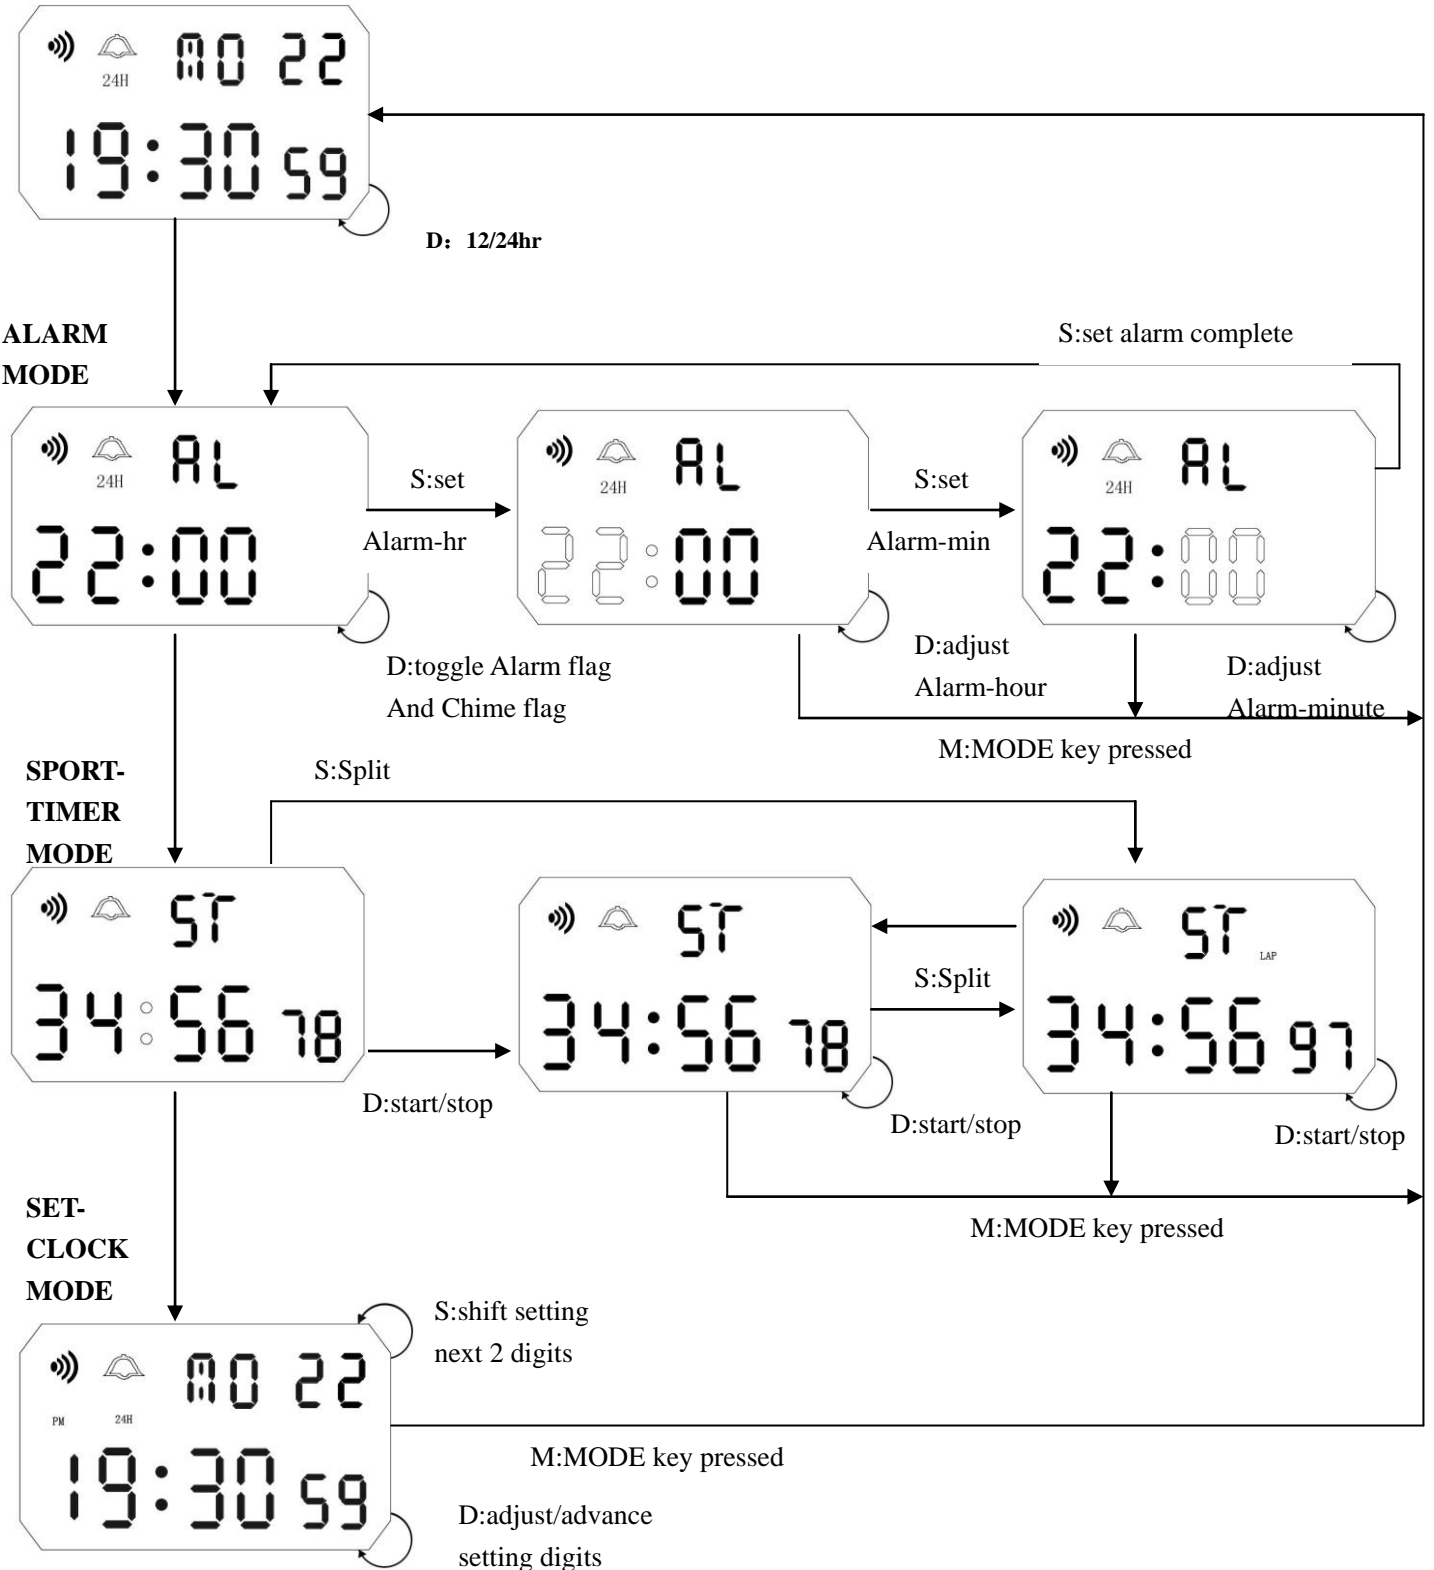 MO 22
24H
19:30 59
D：12/24hr
ALARM
MODE
S:set alarm complete
AL
24H
22:00
S:set
Alarm-hr
AL
24H
22:00
S:set
Alarm-min
AL
24H
22:00
D:toggle Alarm flag
And Chime flag
D:adjust
Alarm-hour
D:adjust
Alarm-minute
M:MODE key pressed
SPORT-
TIMER
MODE
S:Split
ST
34:56 78
D:start/stop
ST
34:56 78
S:Split
D:start/stop
ST
LAP
34:56 97
D:start/stop
M:MODE key pressed
SET-
CLOCK
MODE
S:shift setting
next 2 digits
MO 22
PM 24H
19:30 59
M:MODE key pressed
D:adjust/advance
setting digits